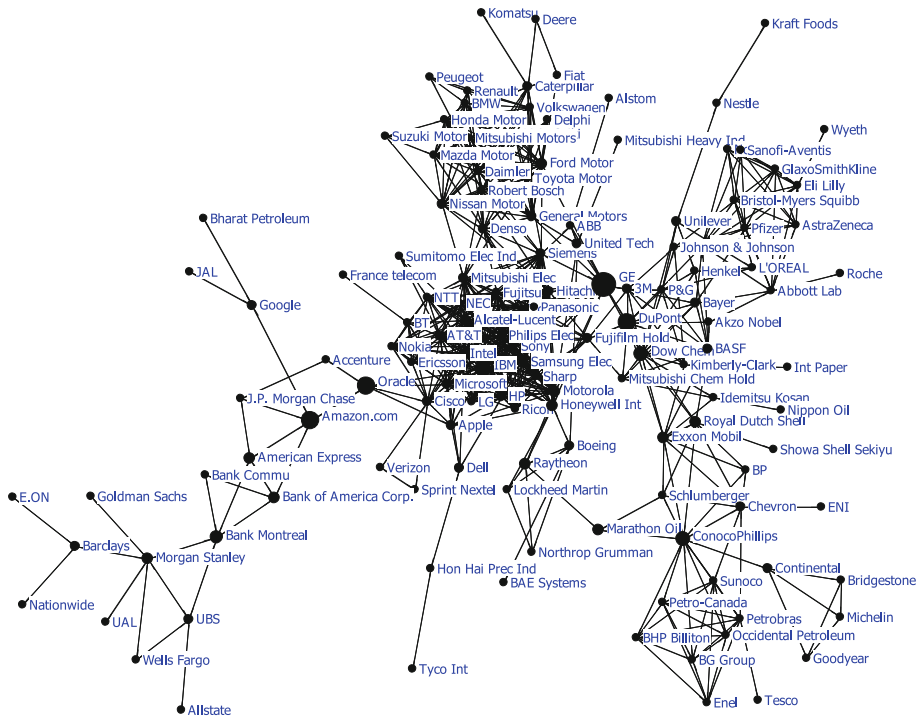 Komatsu
Deere
Kraft Foods
Peugeot
Fiat
Renault
Caterpillar
Alstom
BMW
Volkswagen
Nestle
Honda Motor
Delphi
Wyeth
Suzuki Motor
Mitsubishi Motors
Mitsubishi Heavy Ind
Sanofi-Aventis
Mazda Motor
Ford Motor
GlaxoSmithKline
Daimler
Toyota Motor
Eli Lilly
Robert Bosch
Bristol-Myers Squibb
Nissan Motor
General Motors
Unilever
Pfizer
AstraZeneca
Bharat Petroleum
Denso
ABB
United Tech
Johnson & Johnson
Sumitomo Elec Ind
Siemens
JAL
France telecom
Mitsubishi Elec
GE
Henkel
L'OREAL
Roche
Google
NTT
NEC
Fujitsu
Hitachi
3M
P&G
Abbott Lab
Panasonic
Bayer
BT
Alcatel-Lucent
DuPont
Akzo Nobel
AT&T
Philips Elec
Fujifilm Hold
Nokia
Sony
BASF
Accenture
Ericsson
Intel
IBM
Samsung Elec
Dow Chem
Kimberly-Clark
Int Paper
Oracle
Microsoft
Sharp
Mitsubishi Chem Hold
J.P. Morgan Chase
Cisco
LG
HP
Motorola
Idemitsu Kosan
Amazon.com
Apple
Ricoh
Honeywell Int
Nippon Oil
Royal Dutch Shell
Exxon Mobil
Boeing
Showa Shell Sekiyu
American Express
Bank Commu
Verizon
Dell
Raytheon
BP
E.ON
Goldman Sachs
Bank of America Corp.
Sprint Nextel
Lockheed Martin
Schlumberger
Chevron
ENI
Bank Montreal
Marathon Oil
ConocoPhillips
Barclays
Morgan Stanley
Northrop Grumman
Hon Hai Prec Ind
BAE Systems
Continental
Sunoco
Bridgestone
Nationwide
UAL
UBS
Petro-Canada
Petrobras
Michelin
BHP Billiton
Occidental Petroleum
Wells Fargo
Tyco Int
BG Group
Goodyear
Allstate
Enel
Tesco